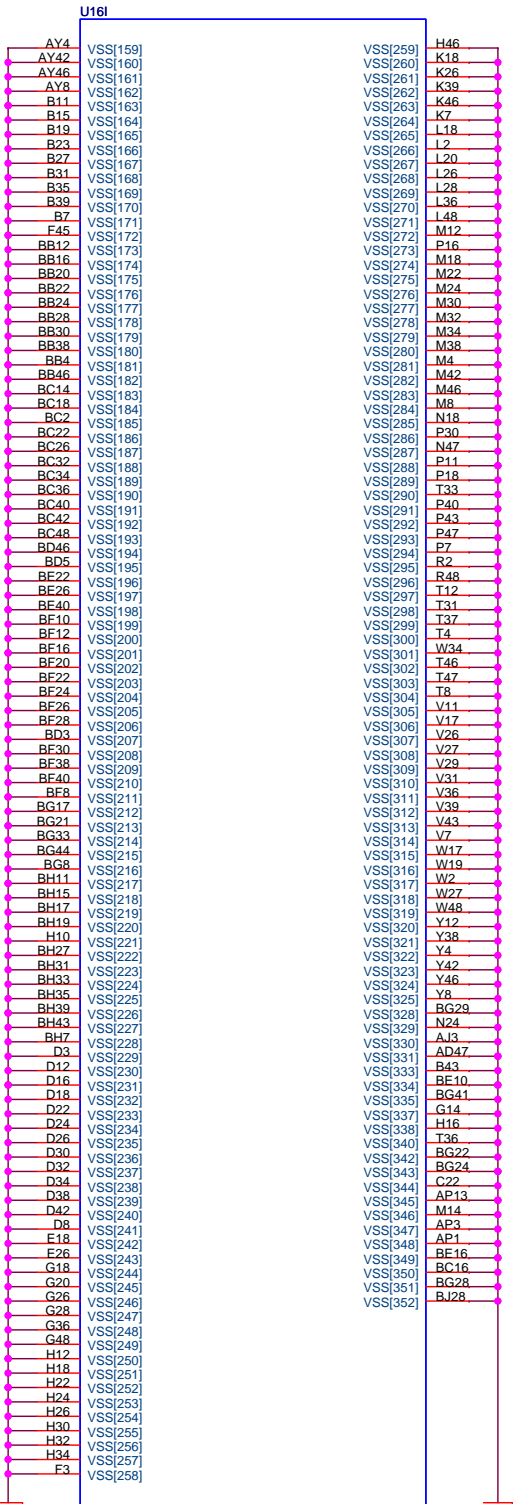 U16I
AY4 VSS[159]
AY42 VSS[160]
AY46 VSS[161]
AY8 VSS[162]
B11 VSS[163]
B15 VSS[164]
B19 VSS[165]
B23 VSS[166]
B27 VSS[167]
B31 VSS[168]
B35 VSS[169]
B39 VSS[170]
B7 VSS[171]
F45 VSS[172]
BB12 VSS[173]
BB16 VSS[174]
BB20 VSS[175]
BB22 VSS[176]
BB24 VSS[177]
BB28 VSS[178]
BB30 VSS[179]
BB38 VSS[180]
BB4 VSS[181]
BB46 VSS[182]
BC14 VSS[183]
BC18 VSS[184]
BC2 VSS[185]
BC22 VSS[186]
BC26 VSS[187]
BC32 VSS[188]
BC34 VSS[189]
BC36 VSS[190]
BC40 VSS[191]
BC42 VSS[192]
BC48 VSS[193]
BD46 VSS[194]
BD5 VSS[195]
BE22 VSS[196]
BE26 VSS[197]
BE40 VSS[198]
BF10 VSS[199]
BF12 VSS[200]
BF16 VSS[201]
BF20 VSS[202]
BF22 VSS[203]
BF24 VSS[204]
BF26 VSS[205]
BF28 VSS[206]
BD3 VSS[207]
BF30 VSS[208]
BF38 VSS[209]
BF40 VSS[210]
BF8 VSS[211]
BG17 VSS[212]
BG21 VSS[213]
BG33 VSS[214]
BG44 VSS[215]
BG8 VSS[216]
BH11 VSS[217]
BH15 VSS[218]
BH17 VSS[219]
BH19 VSS[220]
H10 VSS[221]
BH27 VSS[222]
BH31 VSS[223]
BH33 VSS[224]
BH35 VSS[225]
BH39 VSS[226]
BH43 VSS[227]
BH7 VSS[228]
D3 VSS[229]
D12 VSS[230]
D16 VSS[231]
D18 VSS[232]
D22 VSS[233]
D24 VSS[234]
D26 VSS[235]
D30 VSS[236]
D32 VSS[237]
D34 VSS[238]
D38 VSS[239]
D42 VSS[240]
D8 VSS[241]
E18 VSS[242]
E26 VSS[243]
G18 VSS[244]
G20 VSS[245]
G26 VSS[246]
G28 VSS[247]
G36 VSS[248]
G48 VSS[249]
H12 VSS[250]
H18 VSS[251]
H22 VSS[252]
H24 VSS[253]
H26 VSS[254]
H30 VSS[255]
H32 VSS[256]
H34 VSS[257]
F3 VSS[258]
VSS[259] H46
VSS[260] K18
VSS[261] K26
VSS[262] K39
VSS[263] K46
VSS[264] K7
VSS[265] L18
VSS[266] L2
VSS[267] L20
VSS[268] L26
VSS[269] L28
VSS[270] L36
VSS[271] L48
VSS[272] M12
VSS[273] P16
VSS[274] M18
VSS[275] M22
VSS[276] M24
VSS[277] M30
VSS[278] M32
VSS[279] M34
VSS[280] M38
VSS[281] M4
VSS[282] M42
VSS[283] M46
VSS[284] M8
VSS[285] N18
VSS[286] P30
VSS[287] N47
VSS[288] P11
VSS[289] P18
VSS[290] T33
VSS[291] P40
VSS[292] P43
VSS[293] P47
VSS[294] P7
VSS[295] R2
VSS[296] R48
VSS[297] T12
VSS[298] T31
VSS[299] T37
VSS[300] T4
VSS[301] W34
VSS[302] T46
VSS[303] T47
VSS[304] T8
VSS[305] V11
VSS[306] V17
VSS[307] V26
VSS[308] V27
VSS[309] V29
VSS[310] V31
VSS[311] V36
VSS[312] V39
VSS[313] V43
VSS[314] V7
VSS[315] W17
VSS[316] W19
VSS[317] W2
VSS[318] W27
VSS[319] W48
VSS[320] Y12
VSS[321] Y38
VSS[322] Y4
VSS[323] Y42
VSS[324] Y46
VSS[325] Y8
VSS[328] BG29
VSS[329] N24
VSS[330] AJ3
VSS[331] AD47
VSS[333] B43
VSS[334] BE10
VSS[335] BG41
VSS[337] G14
VSS[338] H16
VSS[340] T36
VSS[342] BG22
VSS[343] BG24
VSS[344] C22
VSS[345] AP13
VSS[346] M14
VSS[347] AP3
VSS[348] AP1
VSS[349] BE16
VSS[350] BC16
VSS[351] BG28
VSS[352] BJ28